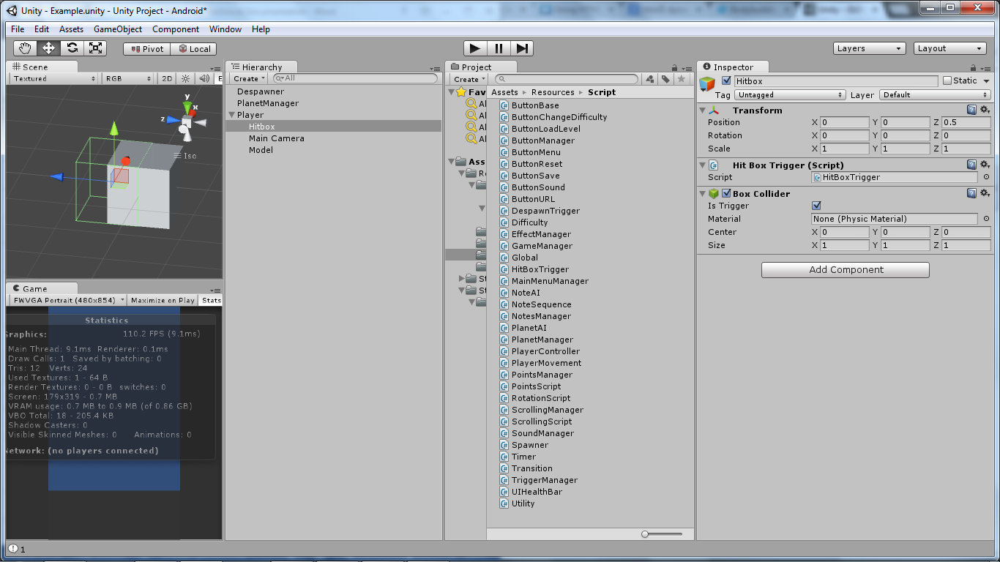 Unity - Example.unity - Unity Project - Android*
File Edit Assets GameObject Component Window Help
Pivot Local Layers Layout
Scene
Textured RGB 2D E
y
x
z
Iso
Game
FWVGA Portrait (480x854) Maximize on Play Stats
Statistics
Graphics: 110.2 FPS (9.1ms)
Main Thread: 9.1ms Renderer: 0.1ms
Draw Calls: 1 Saved by batching: 0
Tris: 12 Verts: 24
Used Textures: 1 - 64 B
Render Textures: 0 - 0 B switches: 0
Screen: 179x319 - 0.7 MB
VRAM usage: 0.7 MB to 0.9 MB (of 0.86 GB)
VBO Total: 18 - 205.4 KB
Shadow Casters: 0
Visible Skinned Meshes: 0 Animations: 0
Network: (no players connected)
1
Hierarchy
Create All
Despawner
PlanetManager
Player
Hitbox
Main Camera
Model
Project
Create
Fav
Al
Al
Al
Al
Ass
Re
St
St
Assets Resources Script
ButtonBase
ButtonChangeDifficulty
ButtonLoadLevel
ButtonManager
ButtonMenu
ButtonReset
ButtonSave
ButtonSound
ButtonURL
DespawnTrigger
Difficulty
EffectManager
GameManager
Global
HitBoxTrigger
MainMenuManager
NoteAI
NoteSequence
NotesManager
PlanetAI
PlanetManager
PlayerController
PlayerMovement
PointsManager
PointsScript
RotationScript
ScrollingManager
ScrollingScript
SoundManager
Spawner
Timer
Transition
TriggerManager
UIHealthBar
Utility
Inspector
Hitbox Static
Tag Untagged Layer Default
Transform
Position X 0 Y 0 Z 0.5
Rotation X 0 Y 0 Z 0
Scale X 1 Y 1 Z 1
Hit Box Trigger (Script)
Script HitBoxTrigger
Box Collider
Is Trigger
Material None (Physic Material)
Center X 0 Y 0 Z 0
Size X 1 Y 1 Z 1
Add Component